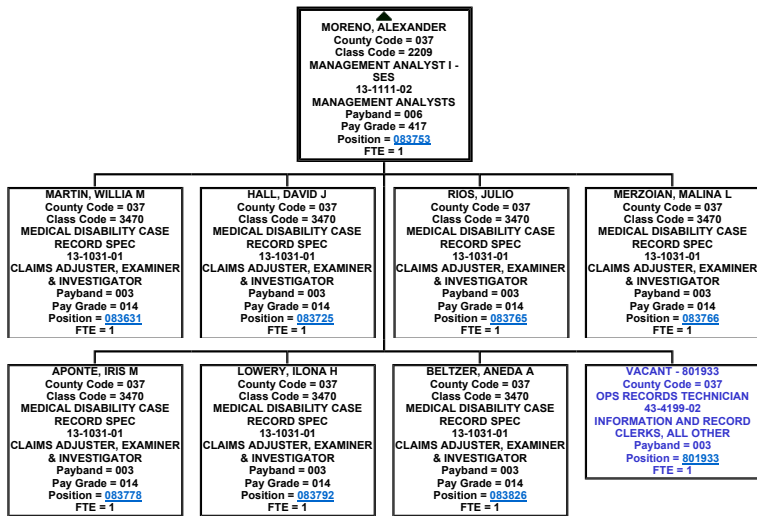 MORENO, ALEXANDER
County Code = 037
Class Code = 2209
MANAGEMENT ANALYST I -
SES
13-1111-02
MANAGEMENT ANALYSTS
Payband = 006
Pay Grade = 417
Position = 083753
FTE = 1
MARTIN, WILLIA M
County Code = 037
Class Code = 3470
MEDICAL DISABILITY CASE
RECORD SPEC
13-1031-01
CLAIMS ADJUSTER, EXAMINER
& INVESTIGATOR
Payband = 003
Pay Grade = 014
Position = 083631
FTE = 1
HALL, DAVID J
County Code = 037
Class Code = 3470
MEDICAL DISABILITY CASE
RECORD SPEC
13-1031-01
CLAIMS ADJUSTER, EXAMINER
& INVESTIGATOR
Payband = 003
Pay Grade = 014
Position = 083725
FTE = 1
RIOS, JULIO
County Code = 037
Class Code = 3470
MEDICAL DISABILITY CASE
RECORD SPEC
13-1031-01
CLAIMS ADJUSTER, EXAMINER
& INVESTIGATOR
Payband = 003
Pay Grade = 014
Position = 083765
FTE = 1
MERZOIAN, MALINA L
County Code = 037
Class Code = 3470
MEDICAL DISABILITY CASE
RECORD SPEC
13-1031-01
CLAIMS ADJUSTER, EXAMINER
& INVESTIGATOR
Payband = 003
Pay Grade = 014
Position = 083766
FTE = 1
APONTE, IRIS M
County Code = 037
Class Code = 3470
MEDICAL DISABILITY CASE
RECORD SPEC
13-1031-01
CLAIMS ADJUSTER, EXAMINER
& INVESTIGATOR
Payband = 003
Pay Grade = 014
Position = 083778
FTE = 1
LOWERY, ILONA H
County Code = 037
Class Code = 3470
MEDICAL DISABILITY CASE
RECORD SPEC
13-1031-01
CLAIMS ADJUSTER, EXAMINER
& INVESTIGATOR
Payband = 003
Pay Grade = 014
Position = 083792
FTE = 1
BELTZER, ANEDA A
County Code = 037
Class Code = 3470
MEDICAL DISABILITY CASE
RECORD SPEC
13-1031-01
CLAIMS ADJUSTER, EXAMINER
& INVESTIGATOR
Payband = 003
Pay Grade = 014
Position = 083826
FTE = 1
VACANT - 801933
County Code = 037
OPS RECORDS TECHNICIAN
43-4199-02
INFORMATION AND RECORD
CLERKS, ALL OTHER
Payband = 003
Position = 801933
FTE = 1